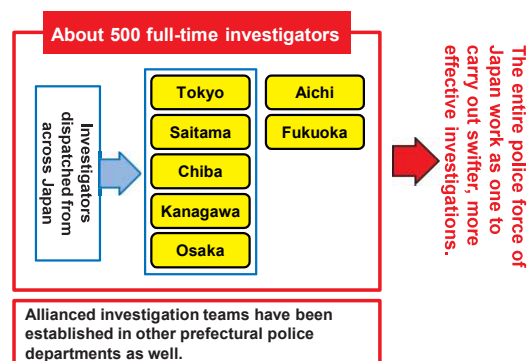 About 500 full-time investigators
Investigators
dispatched from
across Japan
Tokyo
Saitama
Chiba
Kanagawa
Osaka
Aichi
Fukuoka
The entire police force of
Japan work as one to
carry out swifter, more
effective investigations.
Allianced investigation teams have been
established in other prefectural police
departments as well.